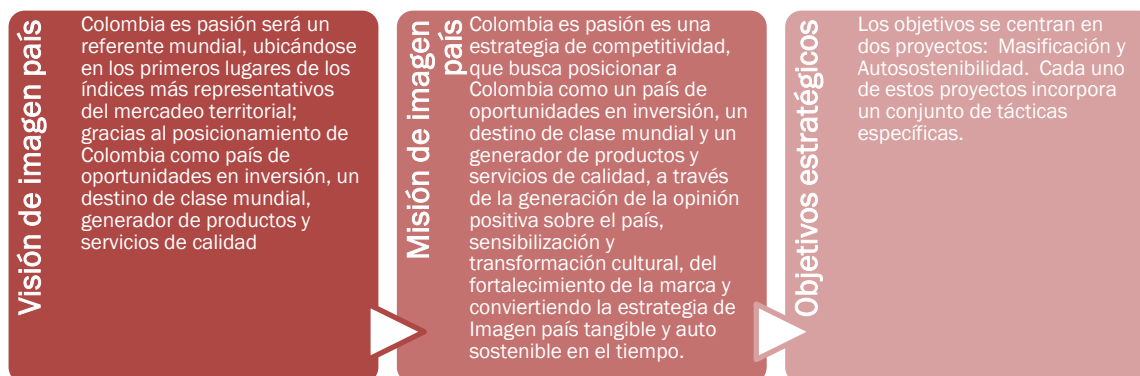 Visión de imagen país
Colombia es pasión será un
referente mundial, ubicándose
en los primeros lugares de los
índices más representativos
del mercadeo territorial;
gracias al posicionamiento de
Colombia como país de
oportunidades en inversión, un
destino de clase mundial,
generador de productos y
servicios de calidad
Misión de imagen
país
Colombia es pasión es una
estrategia de competitividad,
que busca posicionar a
Colombia como un país de
oportunidades en inversión, un
destino de clase mundial y un
generador de productos y
servicios de calidad, a través
de la generación de la opinión
positiva sobre el país,
sensibilización y
transformación cultural, del
fortalecimiento de la marca y
conviertiendo la estrategia de
Imagen país tangible y auto
sostenible en el tiempo.
Objetivos estratégicos
Los objetivos se centran en
dos proyectos: Masificación y
Autosostenibilidad. Cada uno
de estos proyectos incorpora
un conjunto de tácticas
específicas.